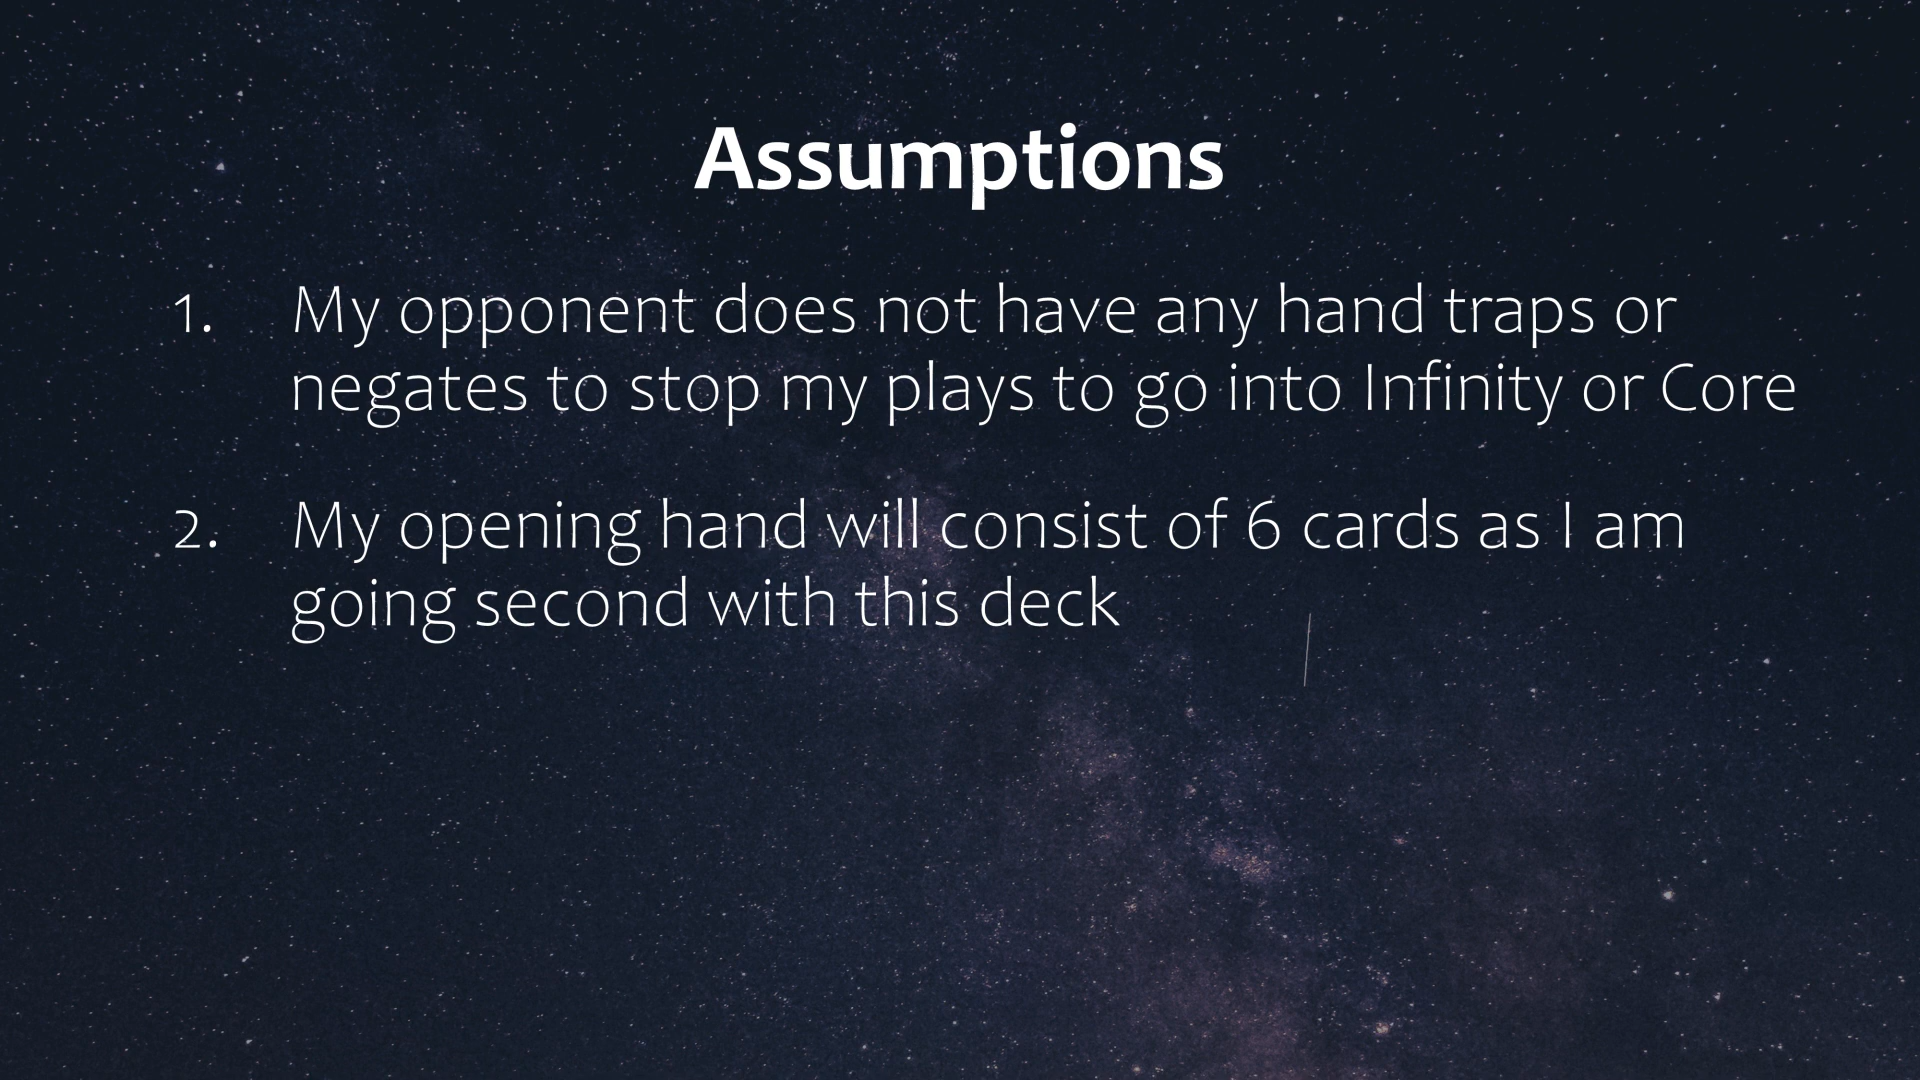 Assumptions
1. My opponent does not have any hand traps or
negates to stop my plays to go into Infinity or Core
2. My opening hand will consist of 6 cards as I am
going second with this deck